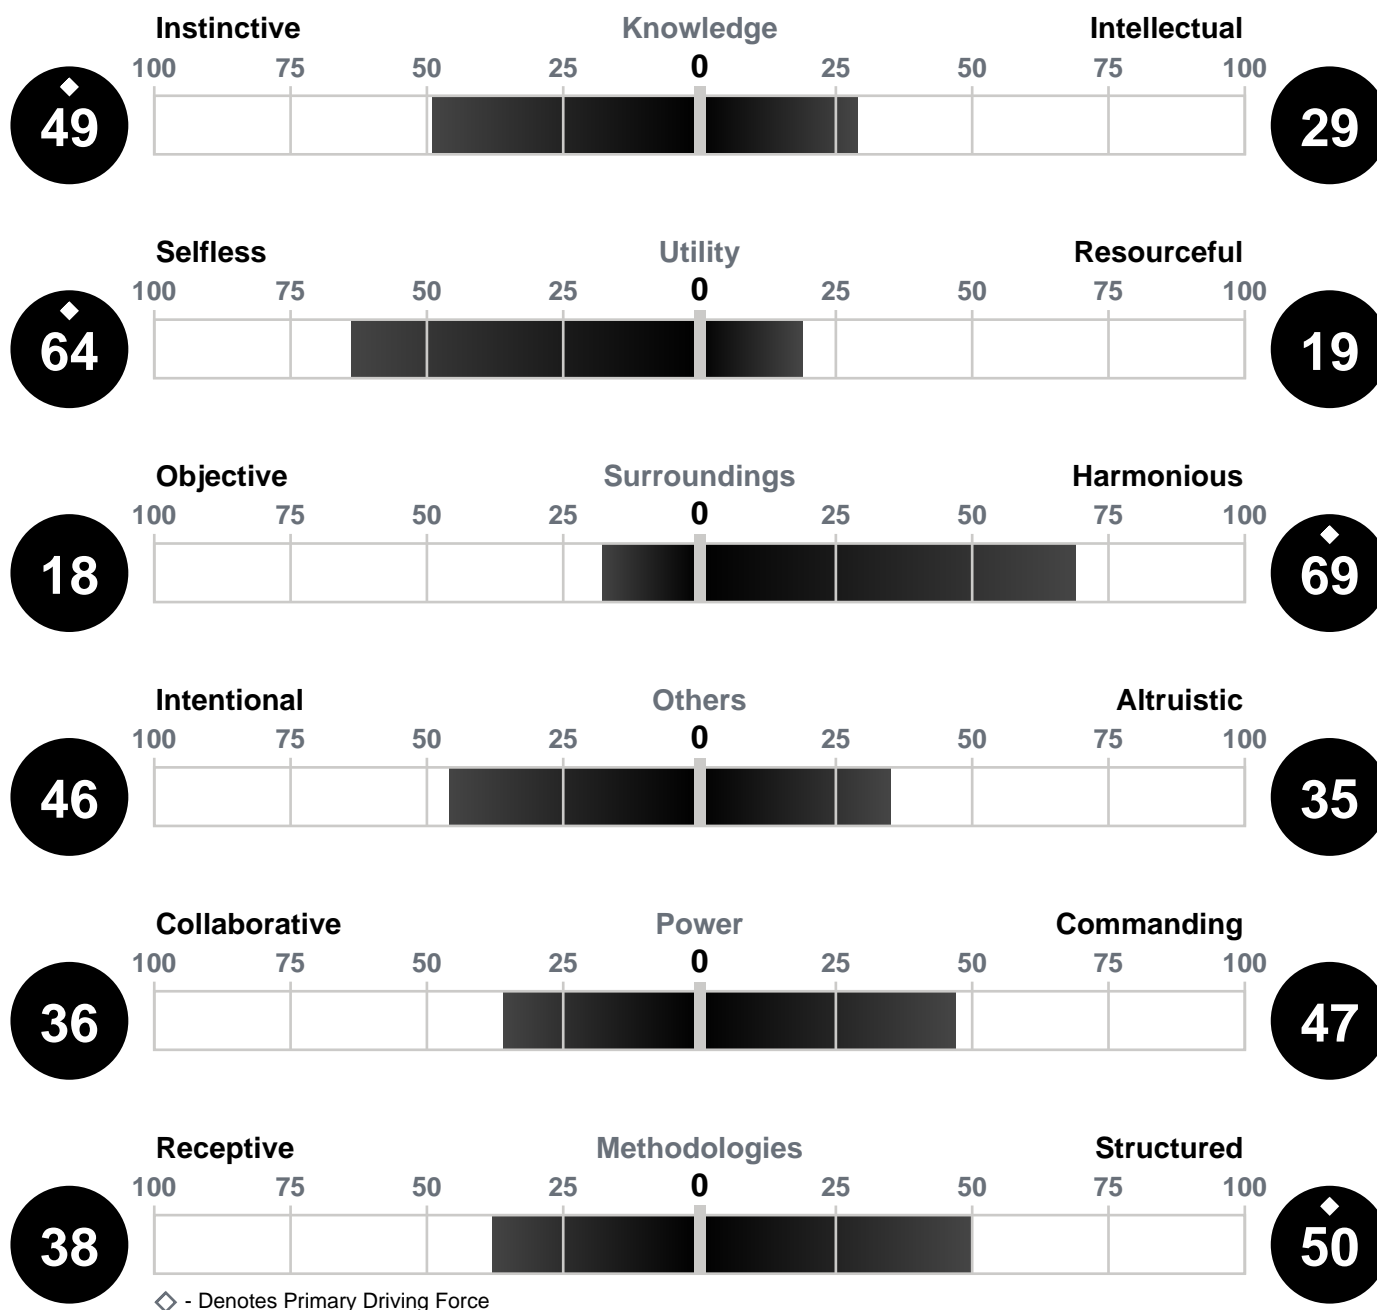 Instinctive Knowledge Intellectual
100 75 50 25 0 25 50 75 100
49 29
Selfless Utility Resourceful
100 75 50 25 0 25 50 75 100
64 19
Objective Surroundings Harmonious
100 75 50 25 0 25 50 75 100
18 69
Intentional Others Altruistic
100 75 50 25 0 25 50 75 100
46 35
Collaborative Power Commanding
100 75 50 25 0 25 50 75 100
36 47
Receptive Methodologies Structured
100 75 50 25 0 25 50 75 100
38 50
◇ - Denotes Primary Driving Force